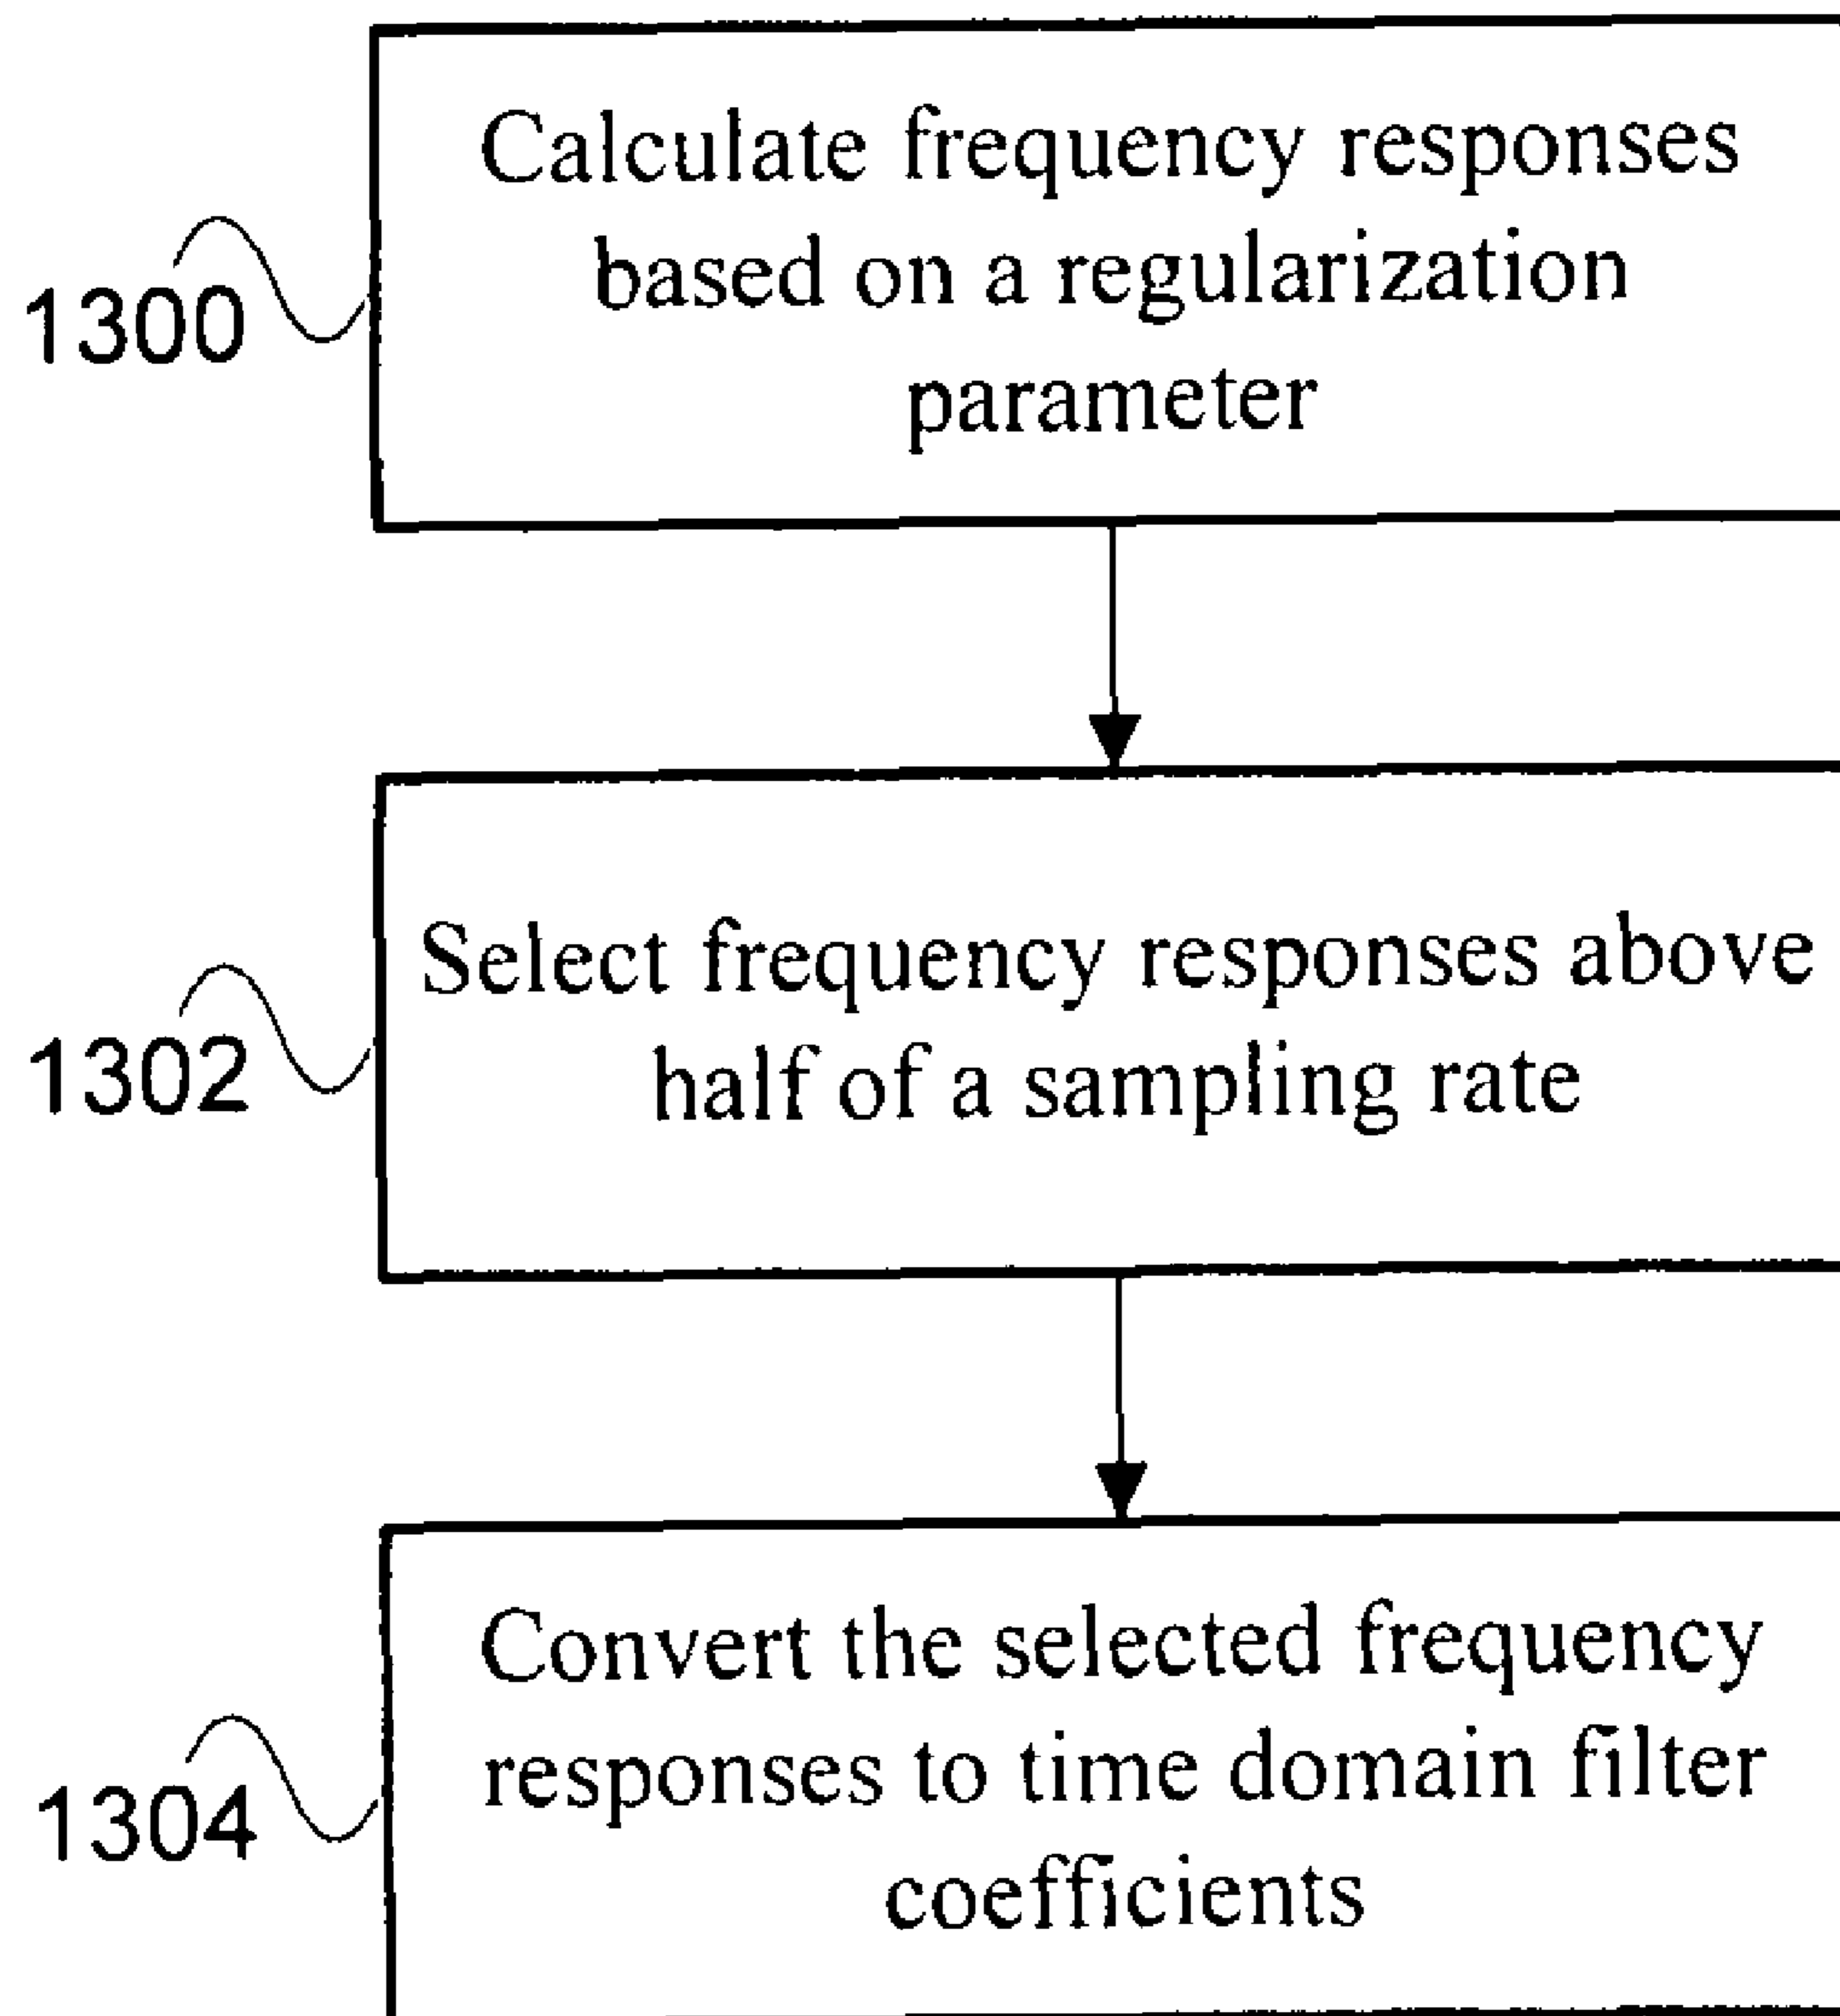 Calculate frequency responses
based on a regularization
parameter
1300
Select frequency responses above
half of a sampling rate
1302
Convert the selected frequency
responses to time domain filter
coefficients
1304